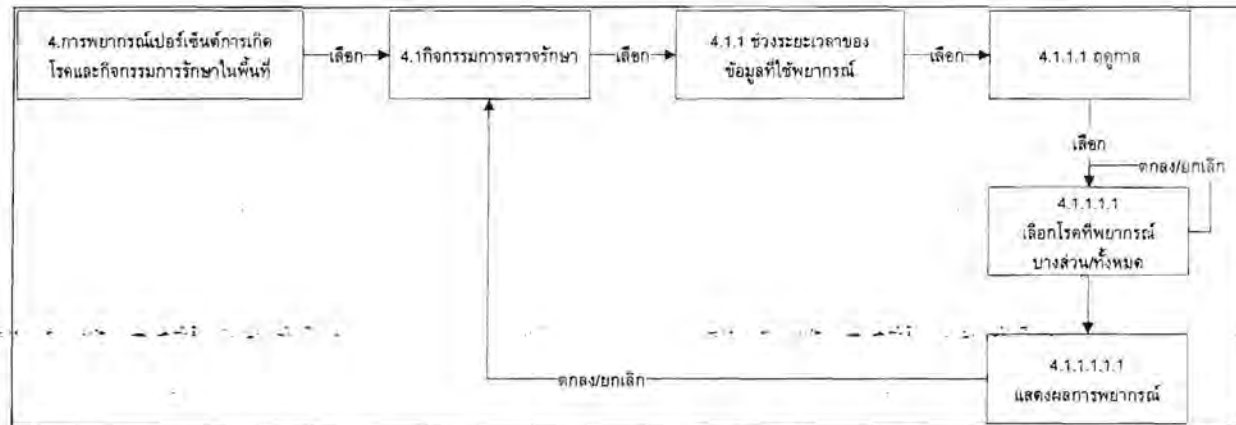 4.การพยากรณ์เปอร์เซ็นต์การเกิด
โรคและกิจกรรมการรักษาในพื้นที่
เลือก
4.1กิจกรรมการตรวจรักษา
เลือก
4.1.1 ช่วงระยะเวลาของ
ข้อมูลที่ใช้พยากรณ์
เลือก
4.1.1.1 ฤดูกาล
เลือก
ตกลง/ยกเลิก
4.1.1.1.1
เลือกโรคที่พยากรณ์
บางส่วน/ทั้งหมด
4.1.1.1.1.1
แสดงผลการพยากรณ์
ตกลง/ยกเลิก